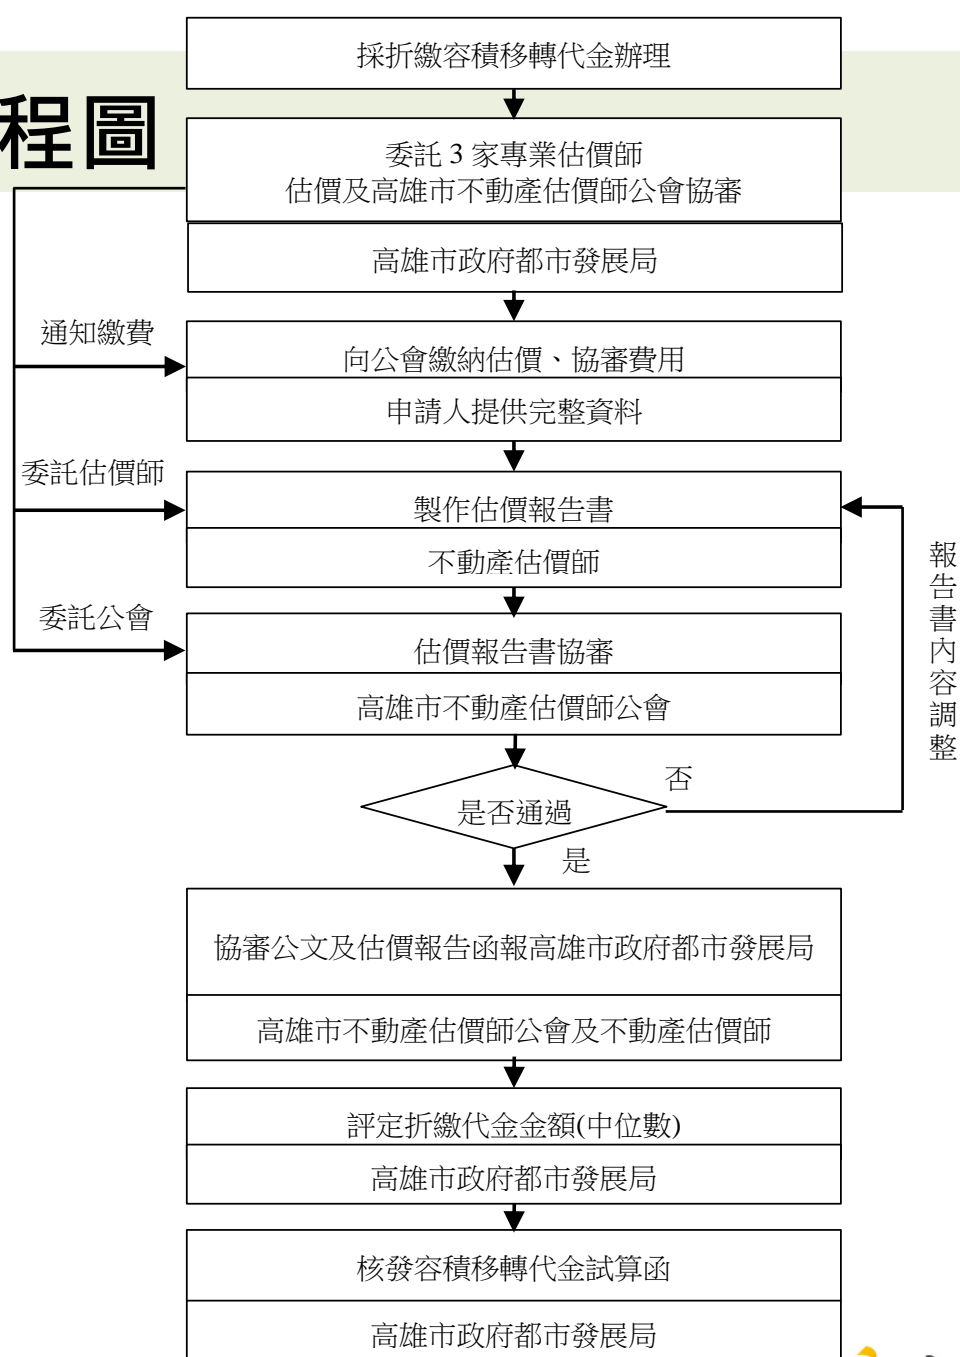 採折繳容積移轉代金辦理
程圖
委託 3 家專業估價師
估價及高雄市不動產估價師公會協審
高雄市政府都市發展局
通知繳費
向公會繳納估價、協審費用
申請人提供完整資料
委託估價師
製作估價報告書
不動產估價師
報告書內容調整
委託公會
估價報告書協審
高雄市不動產估價師公會
否
是否通過
是
協審公文及估價報告函報高雄市政府都市發展局
高雄市不動產估價師公會及不動產估價師
評定折繳代金金額(中位數)
高雄市政府都市發展局
核發容積移轉代金試算函
高雄市政府都市發展局